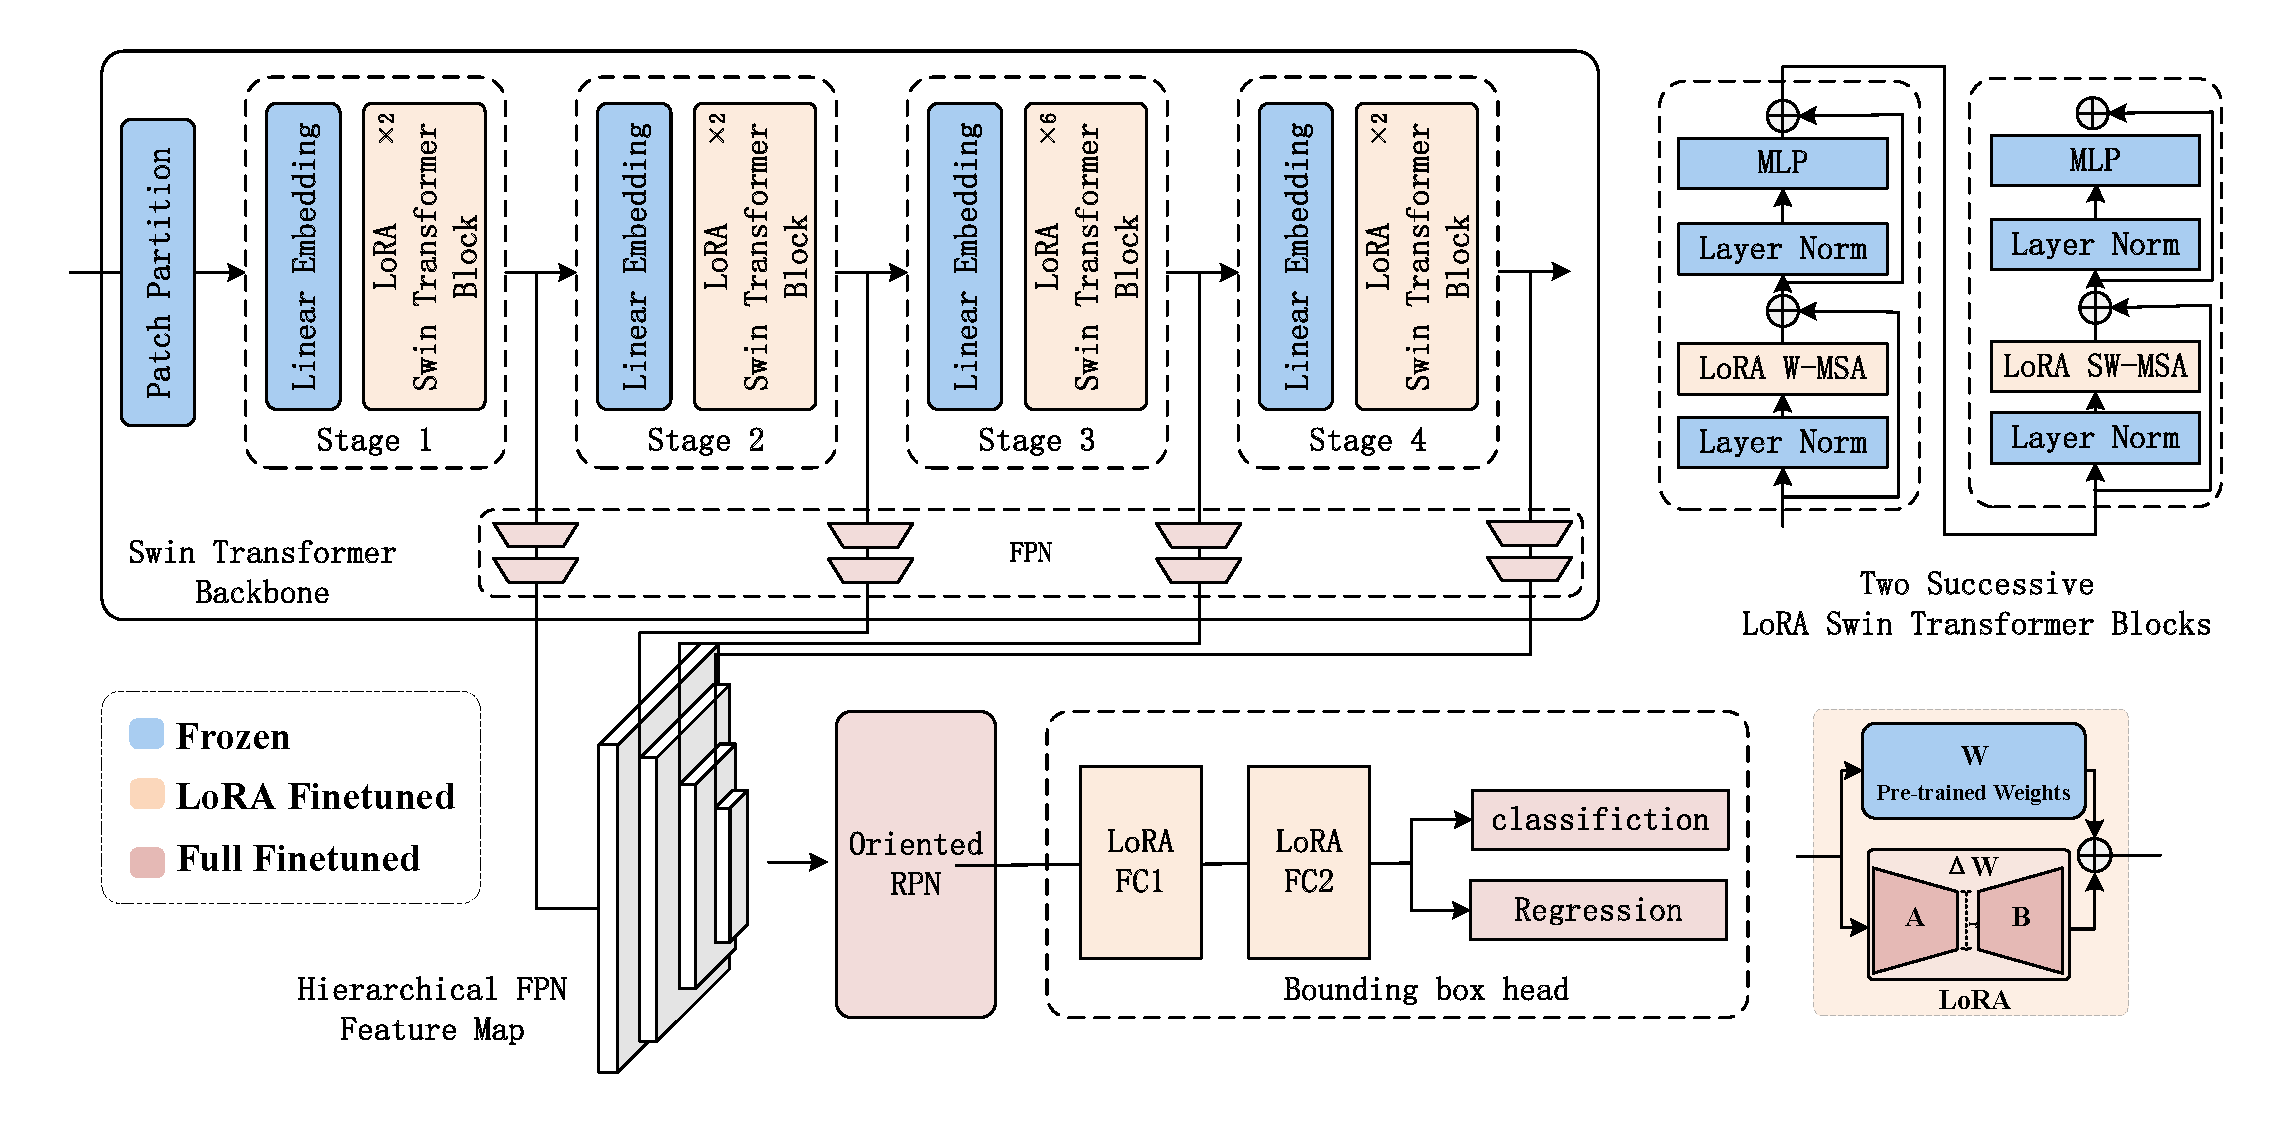 Patch Partition
Linear Embedding
LoRA
Swin Transformer
Block
×2
Stage 1
Linear Embedding
LoRA
Swin Transformer
Block
×2
Stage 2
Linear Embedding
LoRA
Swin Transformer
Block
×6
Stage 3
Linear Embedding
LoRA
Swin Transformer
Block
×2
Stage 4
Swin Transformer
Backbone
FPN
MLP
Layer Norm
LoRA W-MSA
Layer Norm
MLP
Layer Norm
LoRA SW-MSA
Layer Norm
Two Successive
LoRA Swin Transformer Blocks
Frozen
LoRA Finetuned
Full Finetuned
Hierarchical FPN
Feature Map
Oriented
RPN
LoRA
FC1
LoRA
FC2
classifiction
Regression
Bounding box head
W
Pre-trained Weights
Δ W
A
B
LoRA